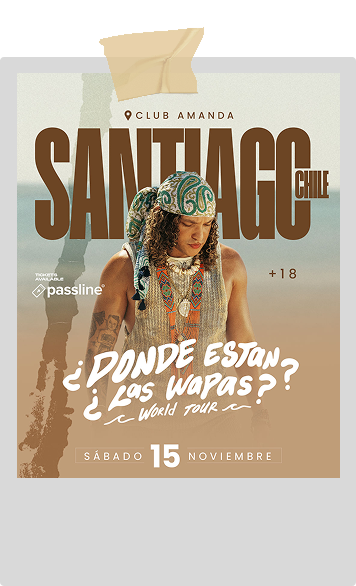 CLUB AMANDA
SANTIAGO
CHILE
+18
TICKETS
AVAILABLE
passline
¿DONDE ESTAN
¿Las WAPAS??
WORLD TOUR
SÁBADO 15 NOVIEMBRE